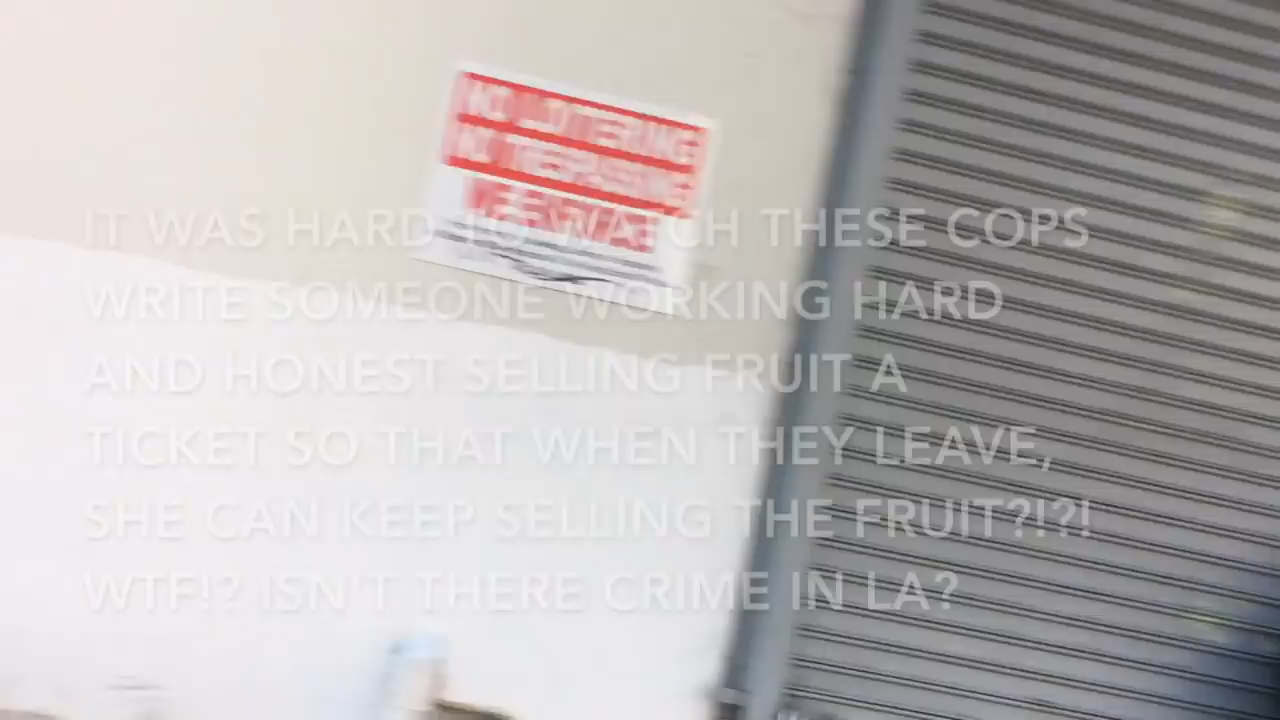 NO LOITERING
NO TRESPASSING
IT WAS HARD TO WATCH THESE COPS
WRITE SOMEONE WORKING HARD
AND HONEST SELLING FRUIT A
TICKET SO THAT WHEN THEY LEAVE,
SHE CAN KEEP SELLING THE FRUIT?!?!
WTF!? ISN'T THERE CRIME IN LA?